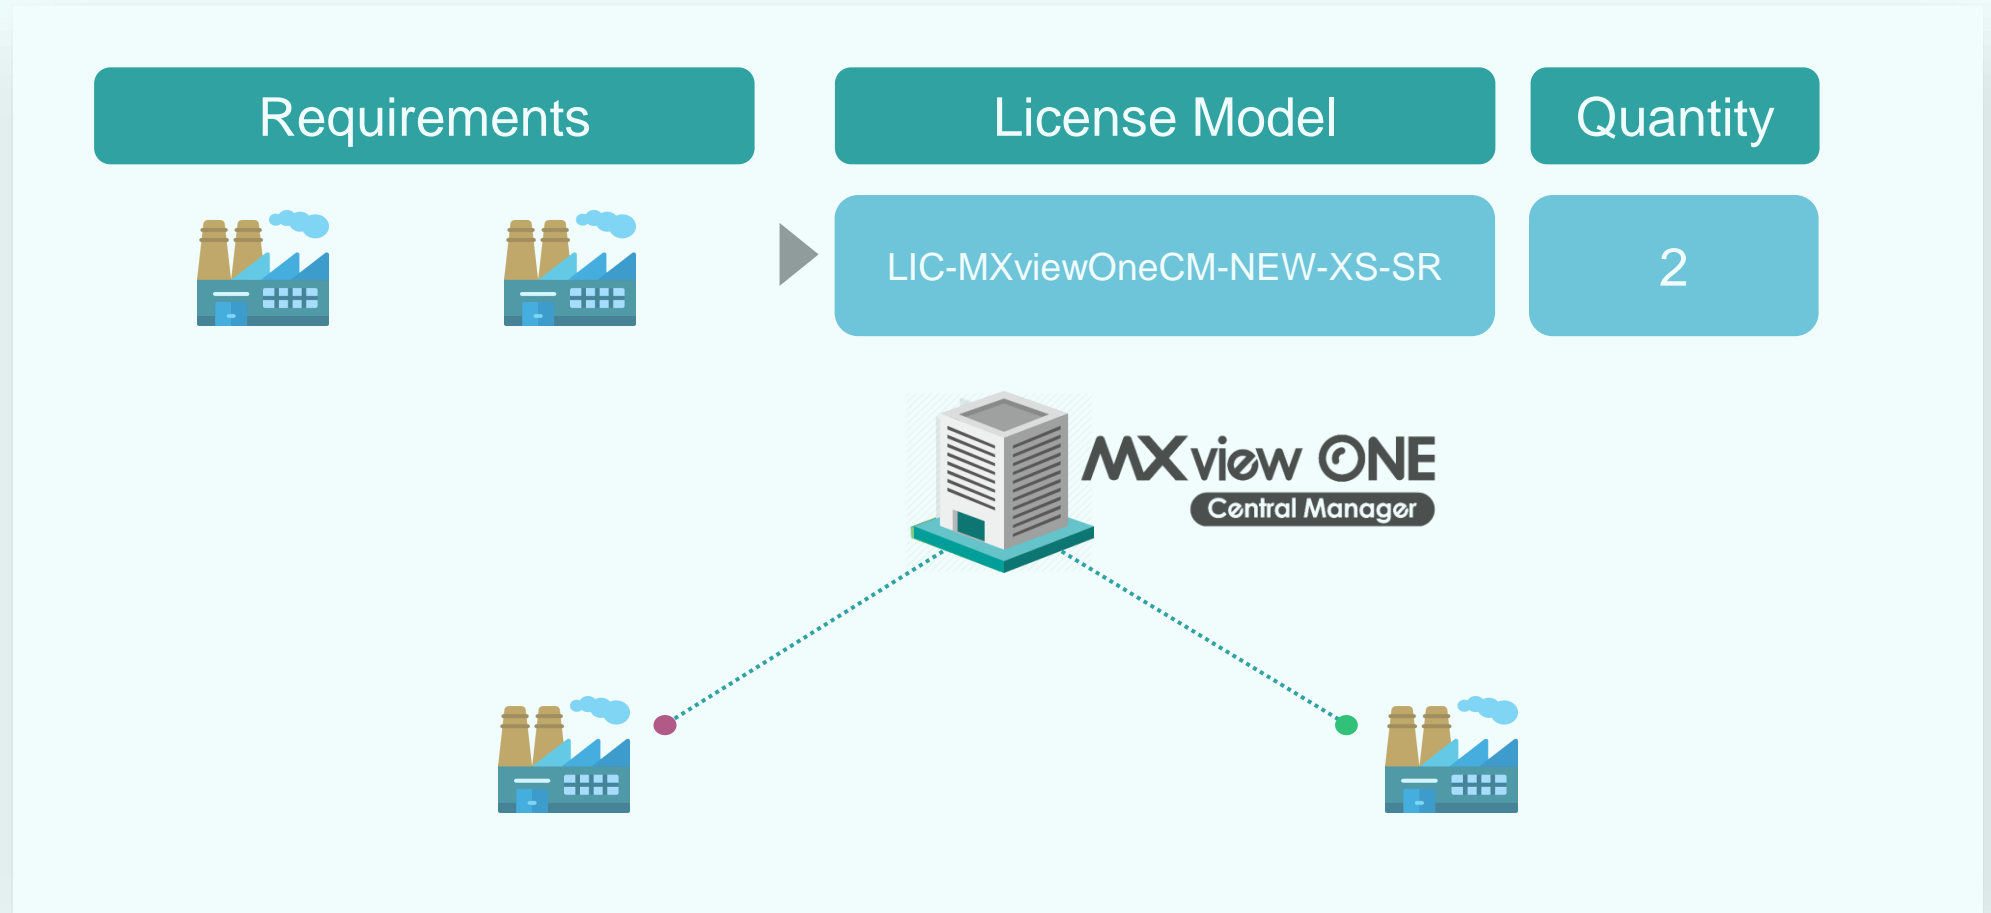 Requirements
License Model
Quantity
LIC-MXviewOneCM-NEW-XS-SR
2
MXview ONE
Central Manager